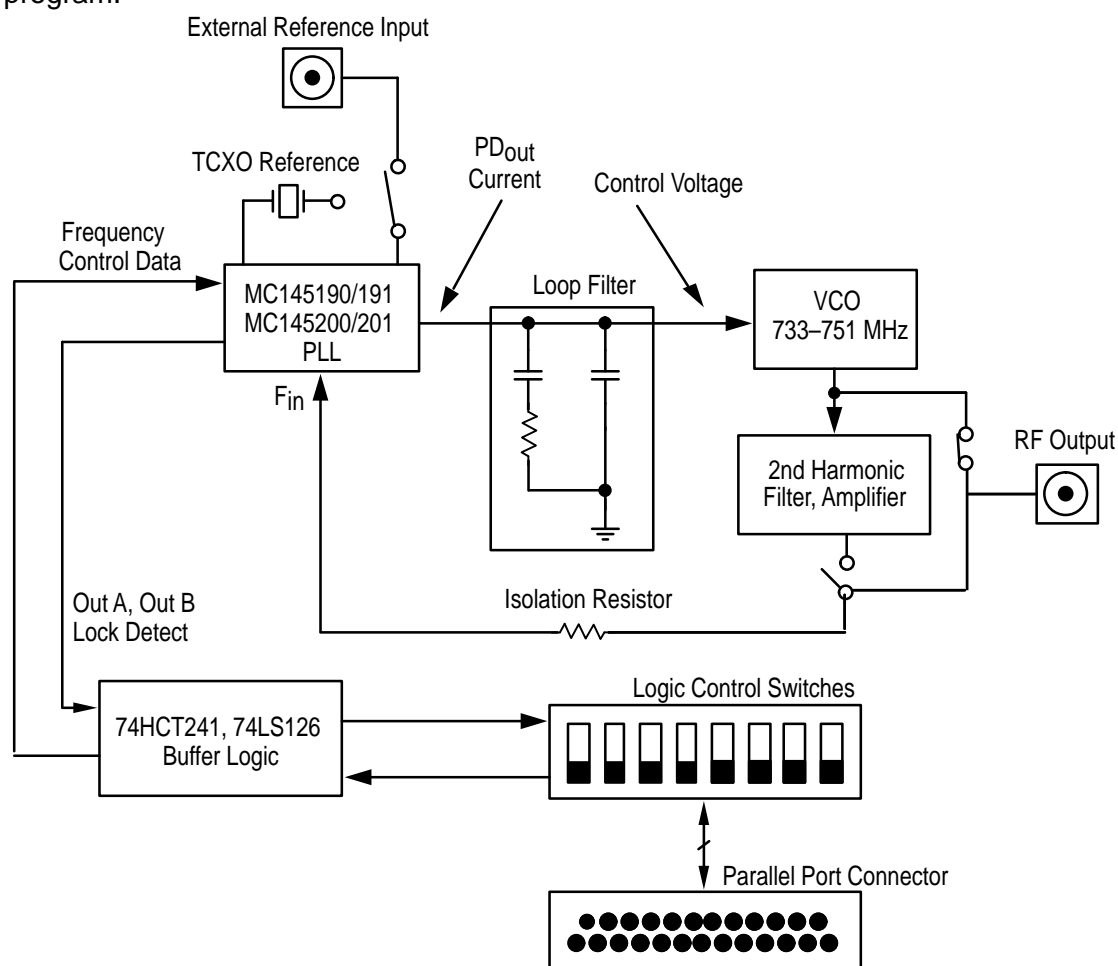 program.
External Reference Input
TCXO Reference
PDout
Current
Control Voltage
Frequency
Control Data
MC145190/191
MC145200/201
PLL
Loop Filter
VCO
733–751 MHz
Fin
RF Output
2nd Harmonic
Filter, Amplifier
Isolation Resistor
Out A, Out B
Lock Detect
Logic Control Switches
74HCT241, 74LS126
Buffer Logic
Parallel Port Connector